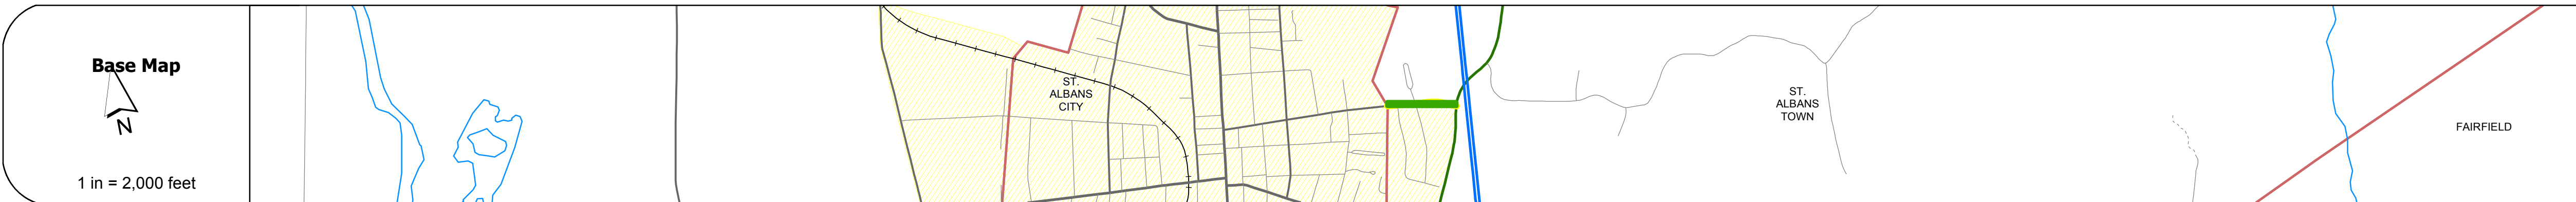 Base Map
N
1 in = 2,000 feet
ST.
ALBANS
CITY
ST.
ALBANS
TOWN
FAIRFIELD